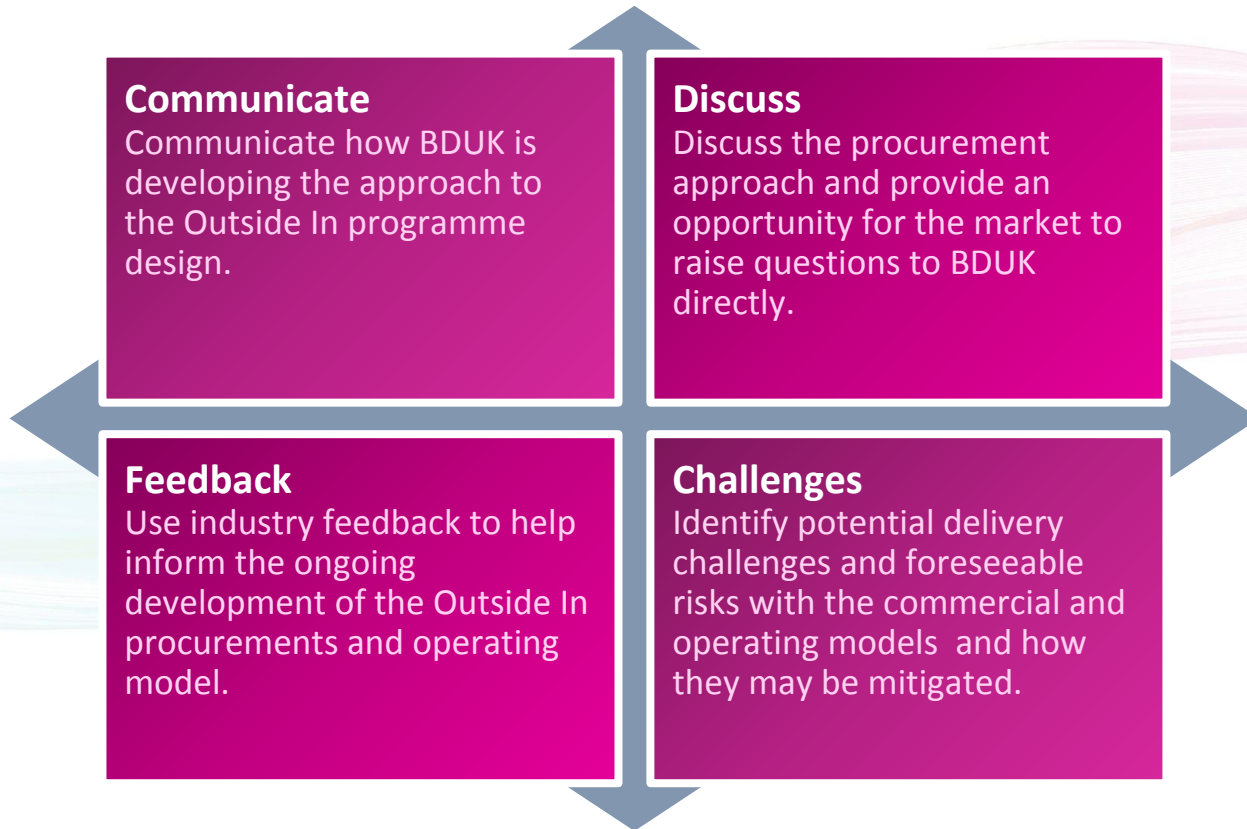 Communicate
Communicate how BDUK is
developing the approach to
the Outside In programme
design.
Discuss
Discuss the procurement
approach and provide an
opportunity for the market to
raise questions to BDUK
directly.
Feedback
Use industry feedback to help
inform the ongoing
development of the Outside In
procurements and operating
model.
Challenges
Identify potential delivery
challenges and foreseeable
risks with the commercial and
operating models  and how
they may be mitigated.